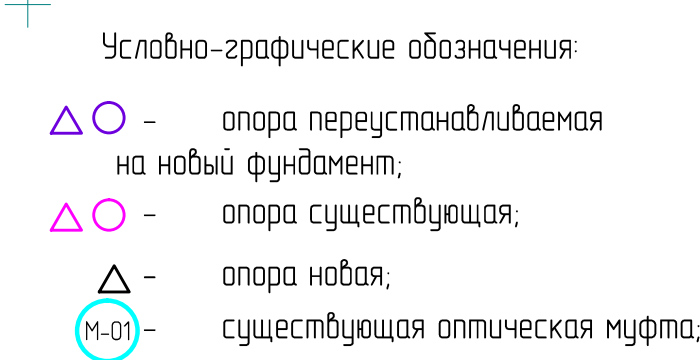 Условно-графические обозначения:
- опора переустанавливаемая
на новый фундамент;
- опора существующая;
- опора новая;
М-01 - существующая оптическая муфта;